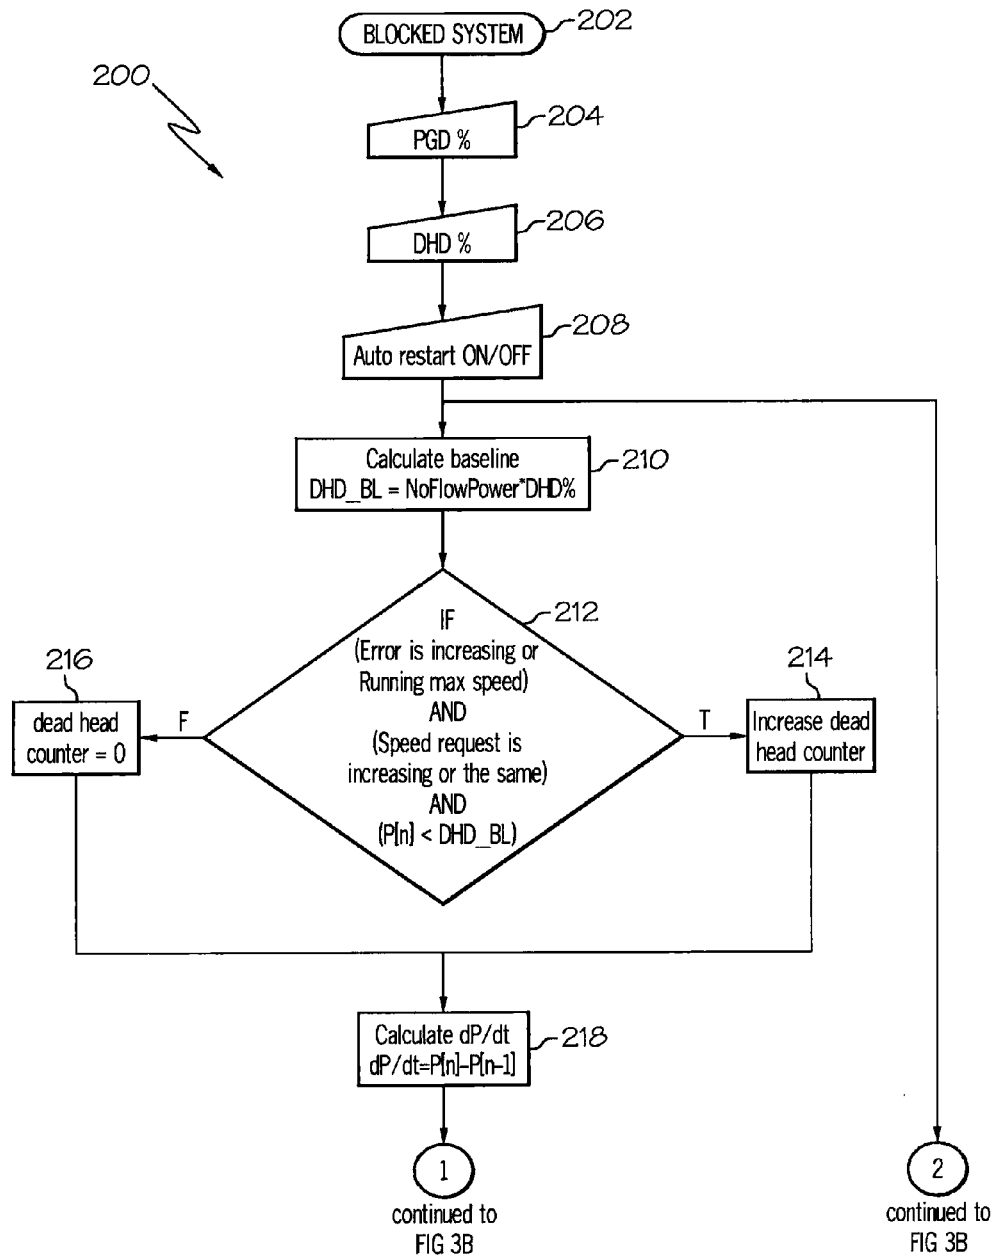 BLOCKED SYSTEM
202
200
PGD %
204
DHD %
206
Auto restart ON/OFF
208
Calculate baseline
DHD_BL = NoFlowPower*DHD%
210
IF
(Error is increasing or
Running max speed)
AND
(Speed request is
increasing or the same)
AND
(P[n] < DHD_BL)
212
216
F
dead head
counter = 0
214
T
Increase dead
head counter
Calculate dP/dt
dP/dt=P[n]-P[n-1]
218
1
continued to
FIG 3B
2
continued to
FIG 3B